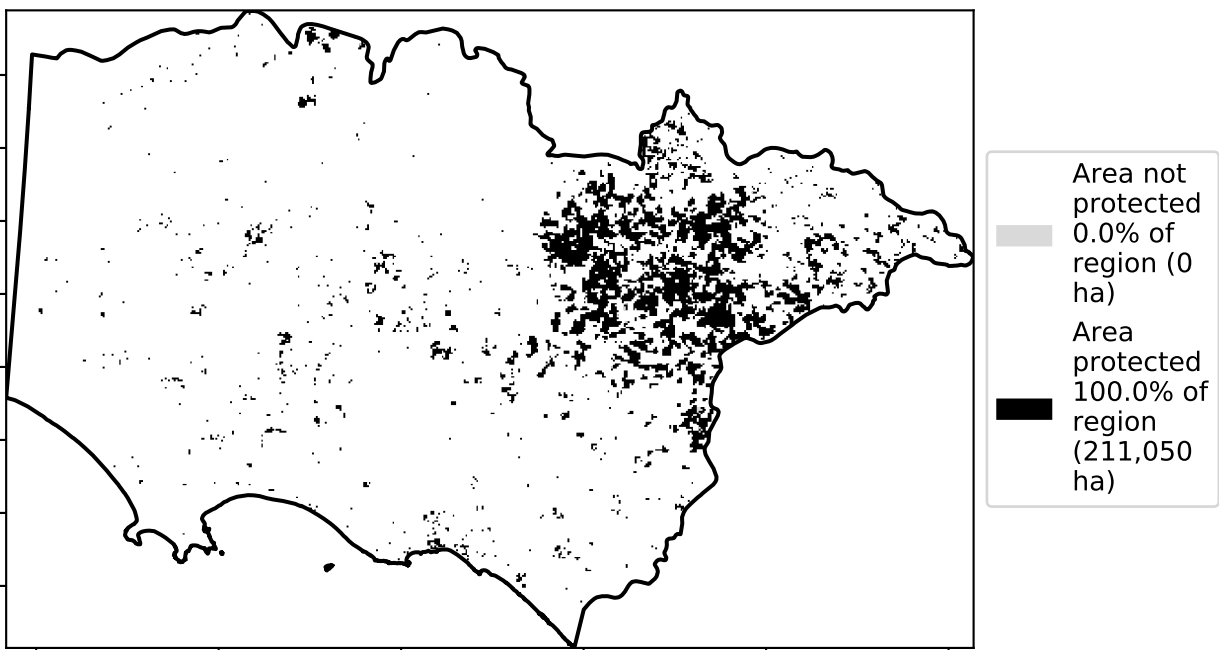 Area not
protected
0.0% of
region (0
ha)
Area
protected
100.0% of
region
(211,050
ha)